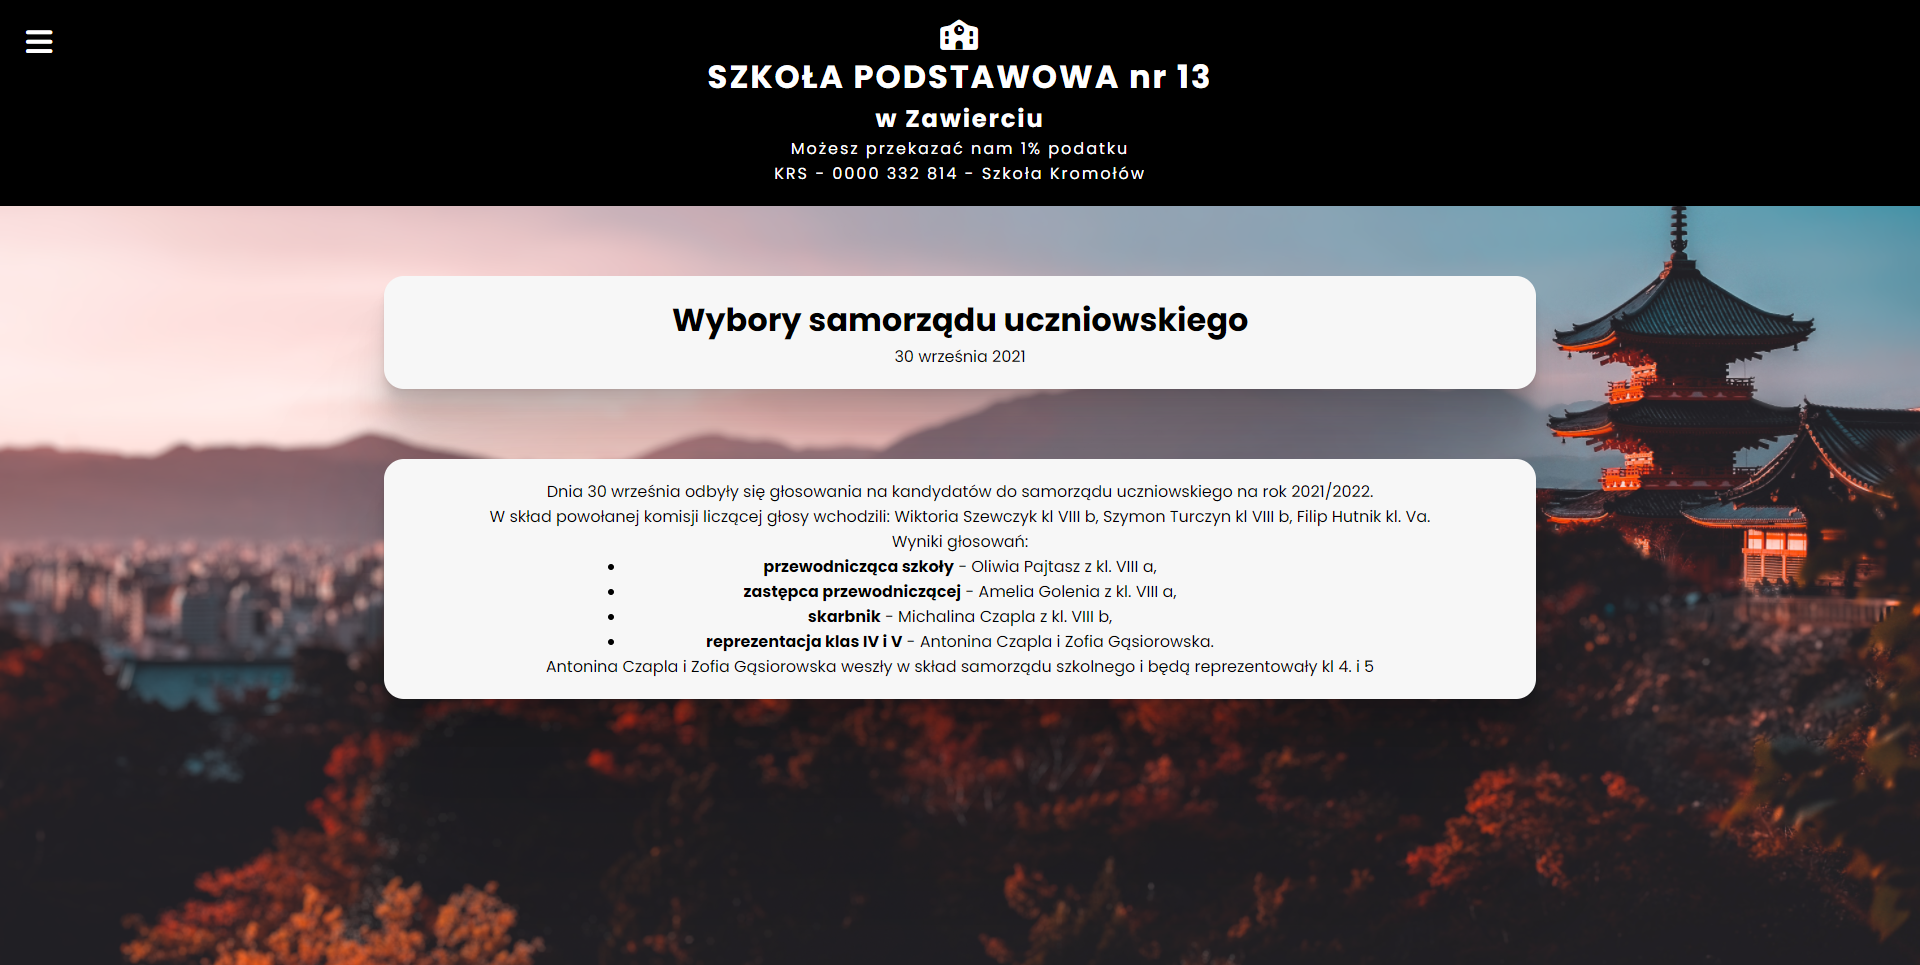 SZKOŁA PODSTAWOWA nr 13
w Zawierciu
Możesz przekazać nam 1% podatku
KRS - 0000 332 814 - Szkoła Kromołów
Wybory samorządu uczniowskiego
30 września 2021
Dnia 30 września odbyły się głosowania na kandydatów do samorządu uczniowskiego na rok 2021/2022.
W skład powołanej komisji liczącej głosy wchodzili: Wiktoria Szewczyk kl VIII b, Szymon Turczyn kl VIII b, Filip Hutnik kl. Va.
Wyniki głosowań:
• przewodnicząca szkoły - Oliwia Pajtasz z kl. VIII a,
• zastępca przewodniczącej - Amelia Golenia z kl. VIII a,
• skarbnik - Michalina Czapla z kl. VIII b,
• reprezentacja klas IV i V - Antonina Czapla i Zofia Gąsiorowska.
Antonina Czapla i Zofia Gąsiorowska weszły w skład samorządu szkolnego i będą reprezentowały kl 4. i 5